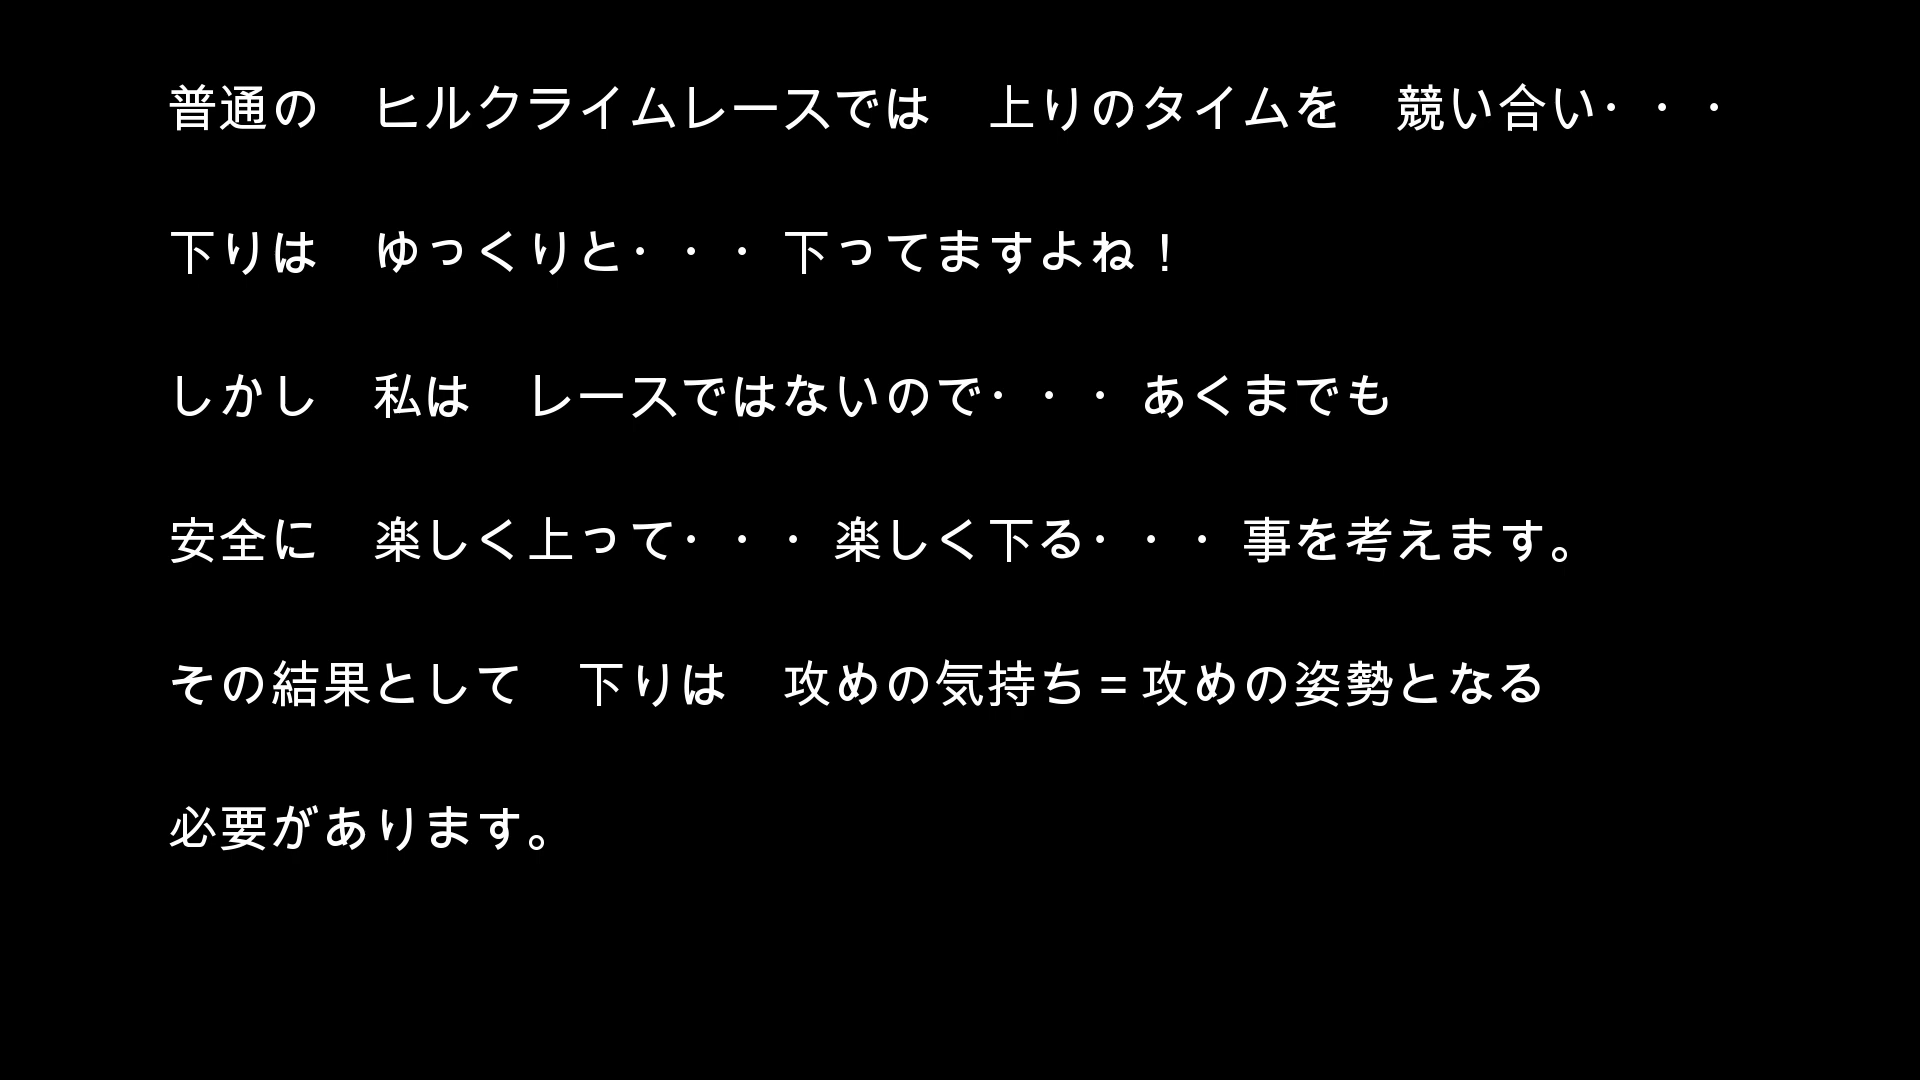 普通の　ヒルクライムレースでは　上りのタイムを　競い合い・・・
下りは　ゆっくりと・・・下ってますよね！
しかし　私は　レースではないので・・・あくまでも
安全に　楽しく上って・・・楽しく下る・・・事を考えます。
その結果として　下りは　攻めの気持ち＝攻めの姿勢となる
必要があります。